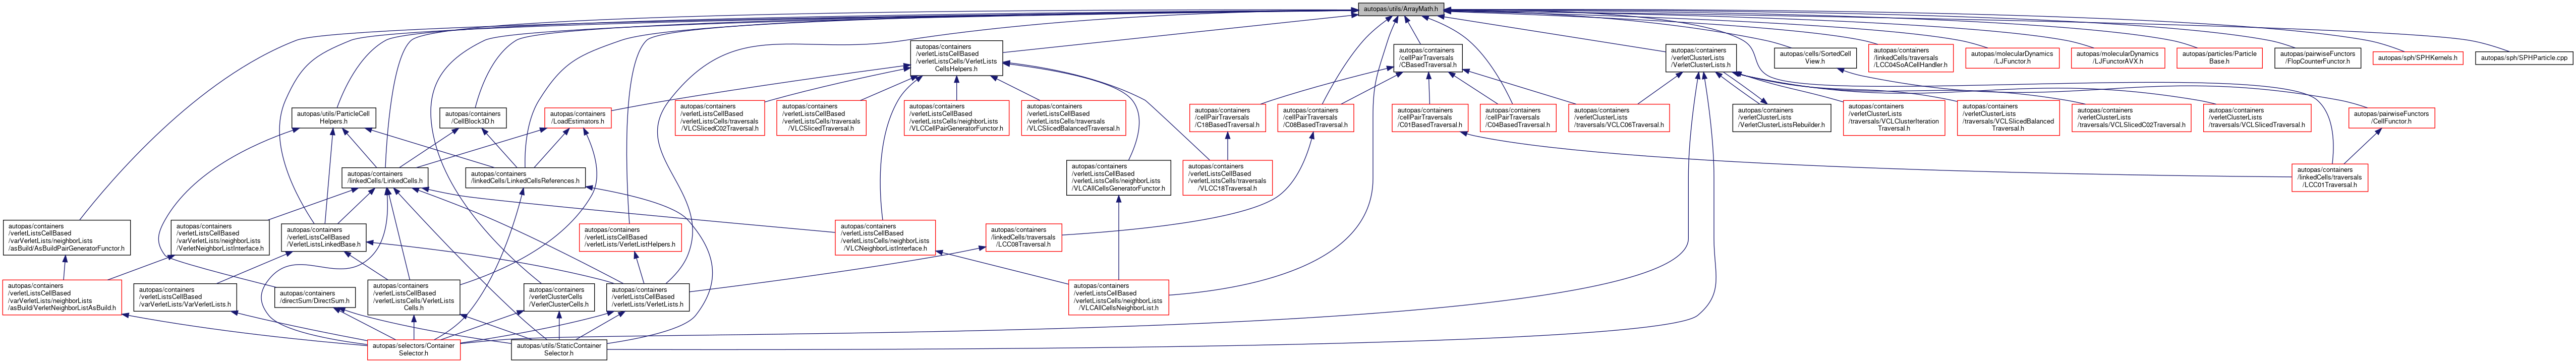 autopas/utils/ArrayMath.h
autopas/containers
/verletListsCellBased
/verletListsCells/VerletLists
CellsHelpers.h
autopas/containers
/cellPairTraversals
/CBasedTraversal.h
autopas/containers
/verletClusterLists
/VerletClusterLists.h
autopas/cells/SortedCell
View.h
autopas/containers
/linkedCells/traversals
/LCC04SoACellHandler.h
autopas/molecularDynamics
/LJFunctor.h
autopas/molecularDynamics
/LJFunctorAVX.h
autopas/particles/Particle
Base.h
autopas/pairwiseFunctors
/FlopCounterFunctor.h
autopas/sph/SPHKernels.h
autopas/sph/SPHParticle.cpp
autopas/utils/ParticleCell
Helpers.h
autopas/containers
/CellBlock3D.h
autopas/containers
/LoadEstimators.h
autopas/containers
/verletListsCellBased
/verletListsCells/traversals
/VLCSlicedC02Traversal.h
autopas/containers
/verletListsCellBased
/verletListsCells/traversals
/VLCSlicedTraversal.h
autopas/containers
/verletListsCellBased
/verletListsCells/neighborLists
/VLCCellPairGeneratorFunctor.h
autopas/containers
/verletListsCellBased
/verletListsCells/traversals
/VLCSlicedBalancedTraversal.h
autopas/containers
/cellPairTraversals
/C18BasedTraversal.h
autopas/containers
/cellPairTraversals
/C08BasedTraversal.h
autopas/containers
/cellPairTraversals
/C01BasedTraversal.h
autopas/containers
/cellPairTraversals
/C04BasedTraversal.h
autopas/containers
/verletClusterLists
/traversals/VCLC06Traversal.h
autopas/containers
/verletClusterLists
/VerletClusterListsRebuilder.h
autopas/containers
/verletClusterLists
/traversals/VCLClusterIteration
Traversal.h
autopas/containers
/verletClusterLists
/traversals/VCLSlicedBalanced
Traversal.h
autopas/containers
/verletClusterLists
/traversals/VCLSlicedC02Traversal.h
autopas/containers
/verletClusterLists
/traversals/VCLSlicedTraversal.h
autopas/pairwiseFunctors
/CellFunctor.h
autopas/containers
/linkedCells/LinkedCells.h
autopas/containers
/linkedCells/LinkedCellsReferences.h
autopas/containers
/verletListsCellBased
/verletListsCells/neighborLists
/VLCAllCellsGeneratorFunctor.h
autopas/containers
/verletListsCellBased
/verletListsCells/traversals
/VLCC18Traversal.h
autopas/containers
/linkedCells/traversals
/LCC01Traversal.h
autopas/containers
/verletListsCellBased
/varVerletLists/neighborLists
/asBuild/AsBuildPairGeneratorFunctor.h
autopas/containers
/verletListsCellBased
/varVerletLists/neighborLists
/VerletNeighborListInterface.h
autopas/containers
/verletListsCellBased
/VerletListsLinkedBase.h
autopas/containers
/verletListsCellBased
/verletLists/VerletListHelpers.h
autopas/containers
/verletListsCellBased
/verletListsCells/neighborLists
/VLCNeighborListInterface.h
autopas/containers
/linkedCells/traversals
/LCC08Traversal.h
autopas/containers
/verletListsCellBased
/varVerletLists/neighborLists
/asBuild/VerletNeighborListAsBuild.h
autopas/containers
/verletListsCellBased
/varVerletLists/VarVerletLists.h
autopas/containers
/directSum/DirectSum.h
autopas/containers
/verletListsCellBased
/verletListsCells/VerletLists
Cells.h
autopas/containers
/verletClusterCells
/VerletClusterCells.h
autopas/containers
/verletListsCellBased
/verletLists/VerletLists.h
autopas/containers
/verletListsCellBased
/verletListsCells/neighborLists
/VLCAllCellsNeighborList.h
autopas/selectors/Container
Selector.h
autopas/utils/StaticContainer
Selector.h